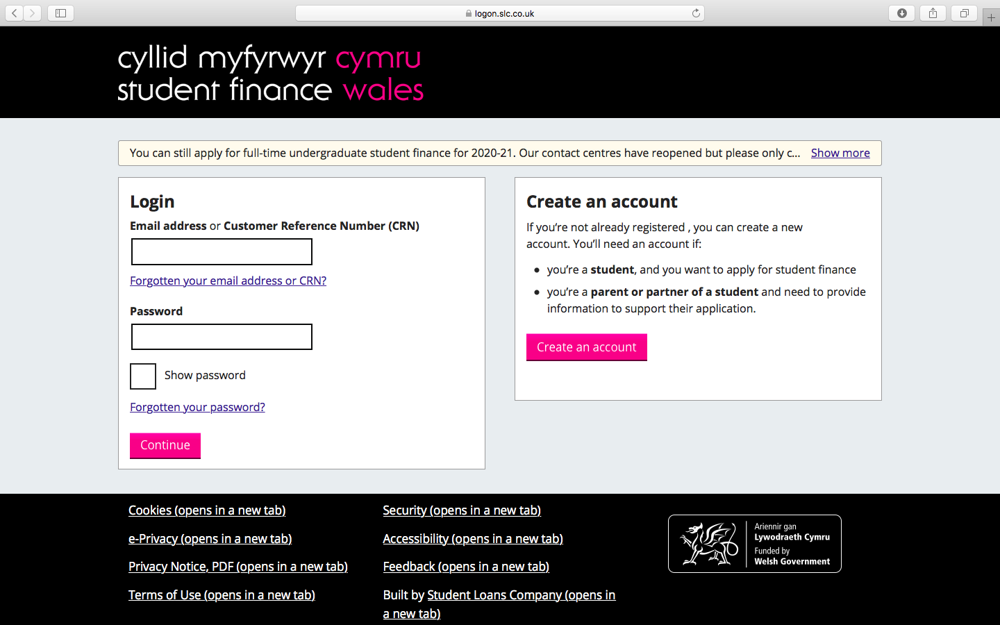 logon.slc.co.uk
cyllid myfyrwyr cymru
student finance wales
You can still apply for full-time undergraduate student finance for 2020-21. Our contact centres have reopened but please only c... Show more
Login
Email address or Customer Reference Number (CRN)
Forgotten your email address or CRN?
Password
Show password
Forgotten your password?
Continue
Create an account
If you’re not already registered , you can create a new
account. You’ll need an account if:
• you’re a student, and you want to apply for student finance
• you’re a parent or partner of a student and need to provide
information to support their application.
Create an account
Cookies (opens in a new tab)
e-Privacy (opens in a new tab)
Privacy Notice, PDF (opens in a new tab)
Terms of Use (opens in a new tab)
Security (opens in a new tab)
Accessibility (opens in a new tab)
Feedback (opens in a new tab)
Built by Student Loans Company (opens in
a new tab)
Ariennir gan
Lywodraeth Cymru
Funded by
Welsh Government